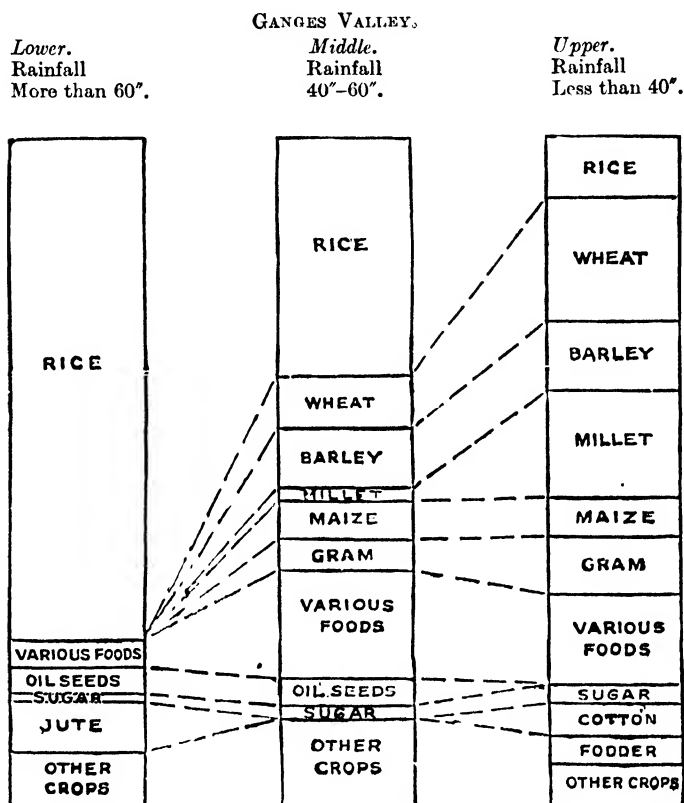 GANGES VALLEY.
Lower.
Rainfall
More than 60″.
Middle.
Rainfall
40″–60″.
Upper.
Rainfall
Less than 40″.
RICE
VARIOUS FOODS
OIL SEEDS
SUGAR
JUTE
OTHER
CROPS
RICE
WHEAT
BARLEY
MILLET
MAIZE
GRAM
VARIOUS
FOODS
OIL SEEDS
SUGAR
OTHER
CROPS
RICE
WHEAT
BARLEY
MILLET
MAIZE
GRAM
VARIOUS
FOODS
SUGAR
COTTON
FODDER
OTHER CROPS